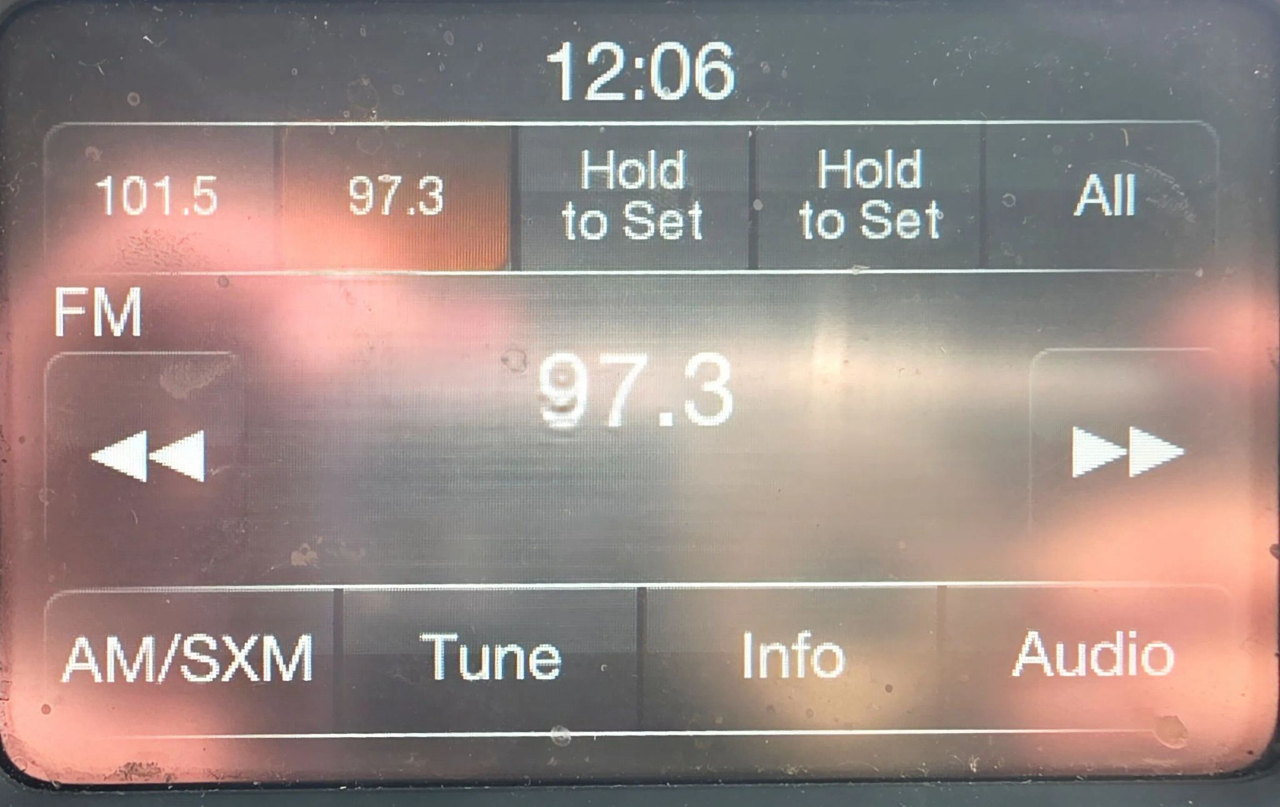 12:06
101.5
97.3
Hold
to Set
Hold
to Set
All
FM
97.3
AM/SXM
Tune
Info
Audio